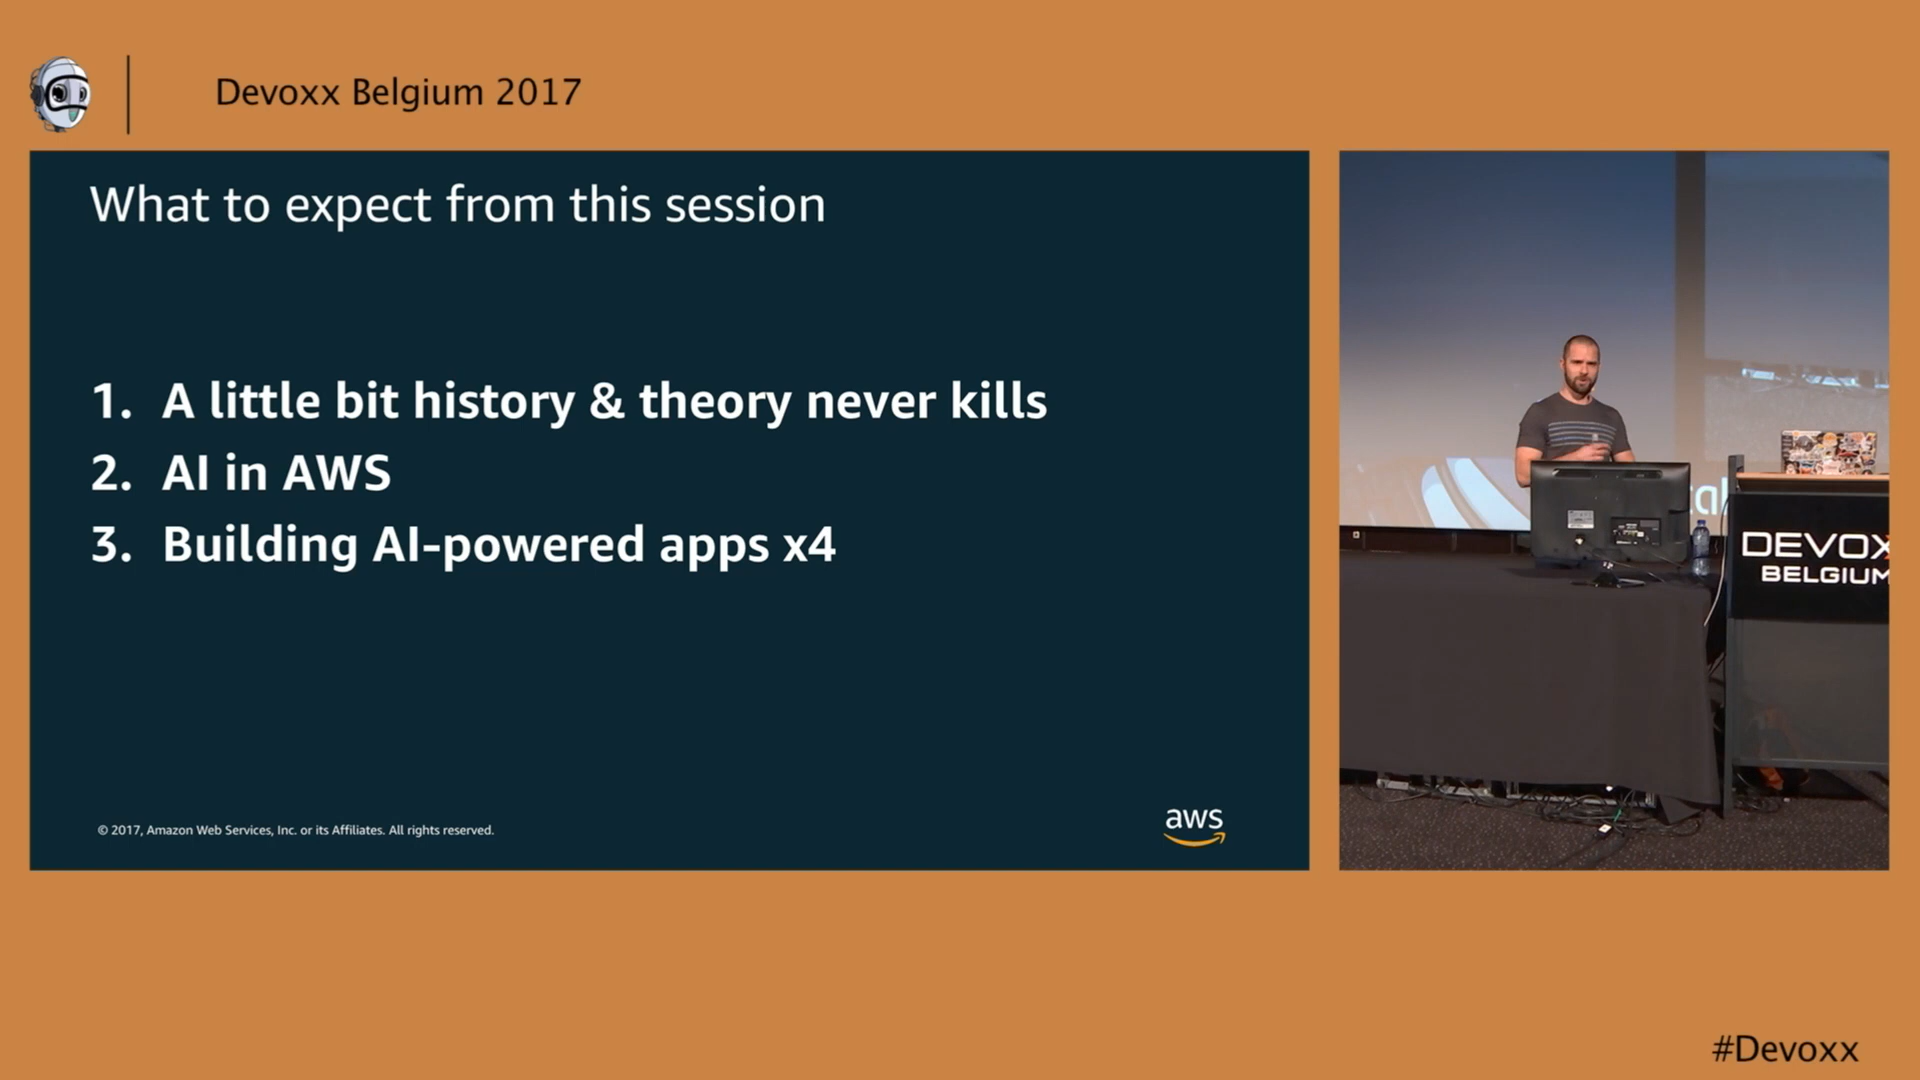 Devoxx Belgium 2017
What to expect from this session
1. A little bit history & theory never kills
2. AI in AWS
3. Building AI-powered apps x4
© 2017, Amazon Web Services, Inc. or its Affiliates. All rights reserved.
aws
DEVOX
BELGIUM
#Devoxx